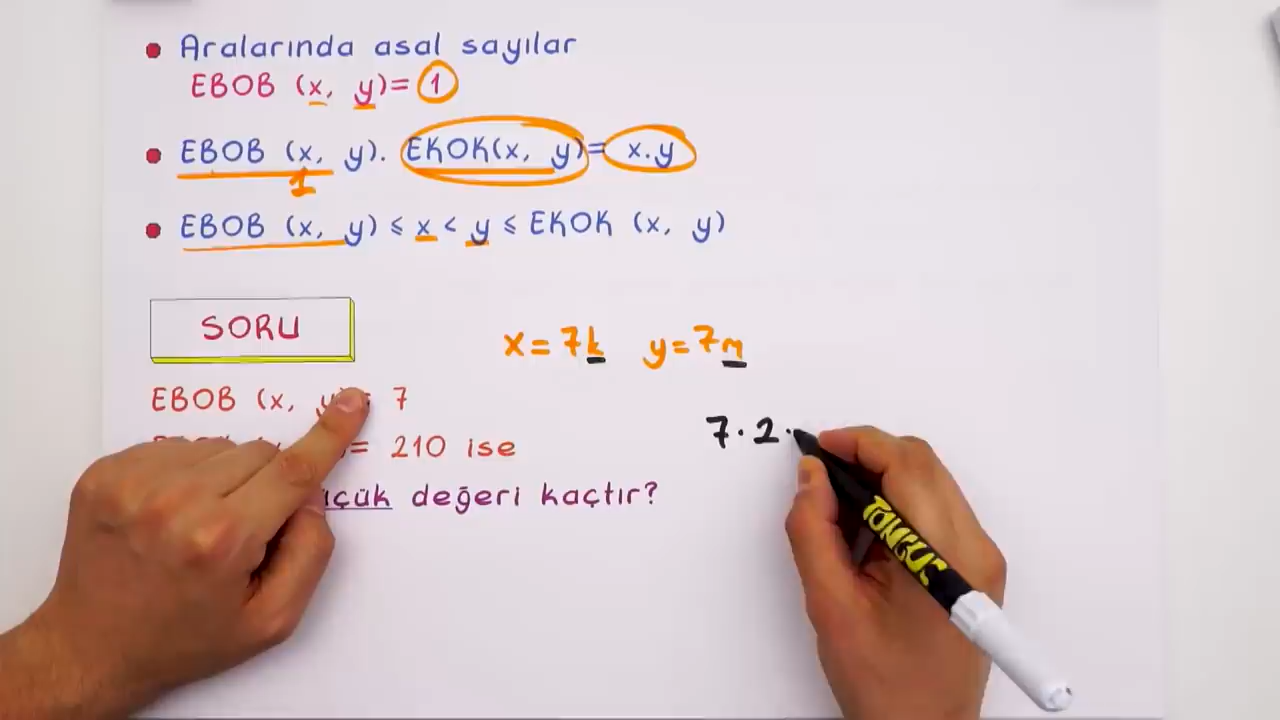 Aralarında asal sayılar
EBOB (x, y)= 1
EBOB (x, y). EKOK(x, y)= x.y
1
EBOB (x, y) ≤ x < y ≤ EKOK (x, y)
SORU
x=7k y=7m
EBOB (x, y)= 7
7·2·
= 210 ise
değeri kaçtır?
TONGUÇ